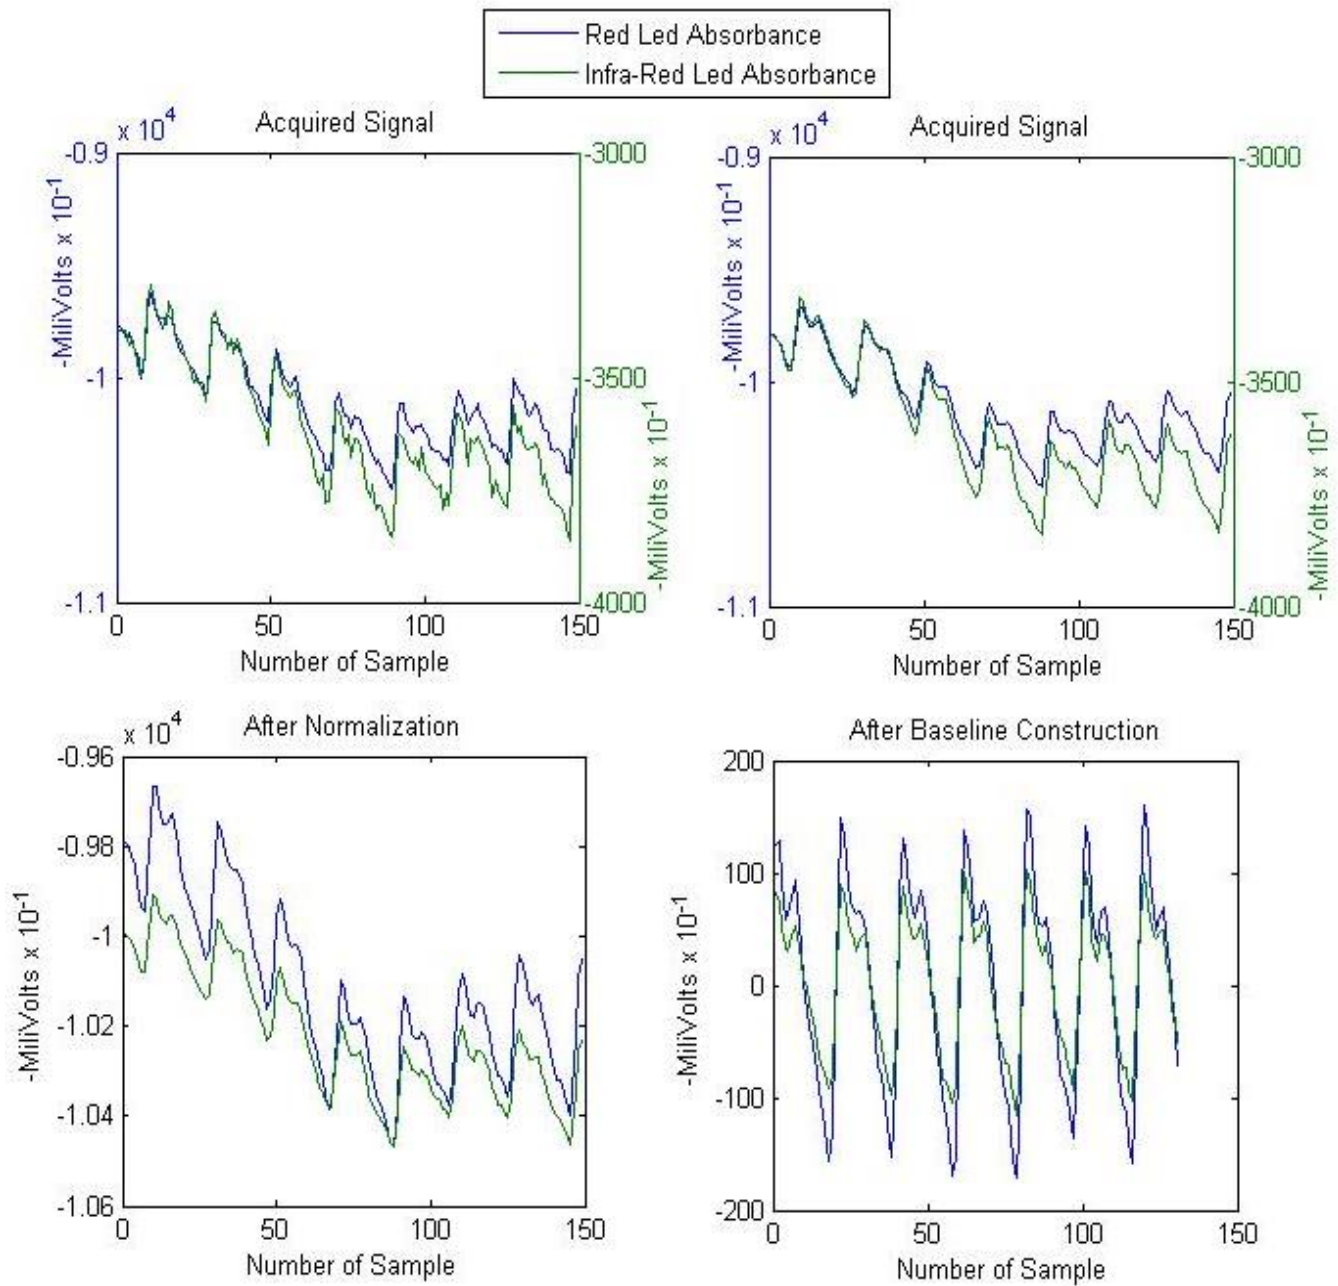 Red Led Absorbance
Infra-Red Led Absorbance
x 10^4
Acquired Signal
-0.9
-1
-1.1
-MiliVolts x 10^-1
-3000
-3500
-4000
-MiliVolts x 10^-1
0
50
100
150
Number of Sample
x 10^4
Acquired Signal
-0.9
-1
-1.1
-MiliVolts x 10^-1
-3000
-3500
-4000
-MiliVolts x 10^-1
0
50
100
150
Number of Sample
x 10^4
After Normalization
-0.96
-0.98
-1
-1.02
-1.04
-1.06
-MiliVolts x 10^-1
0
50
100
150
Number of Sample
After Baseline Construction
200
100
0
-100
-200
-MiliVolts x 10^-1
0
50
100
150
Number of Sample